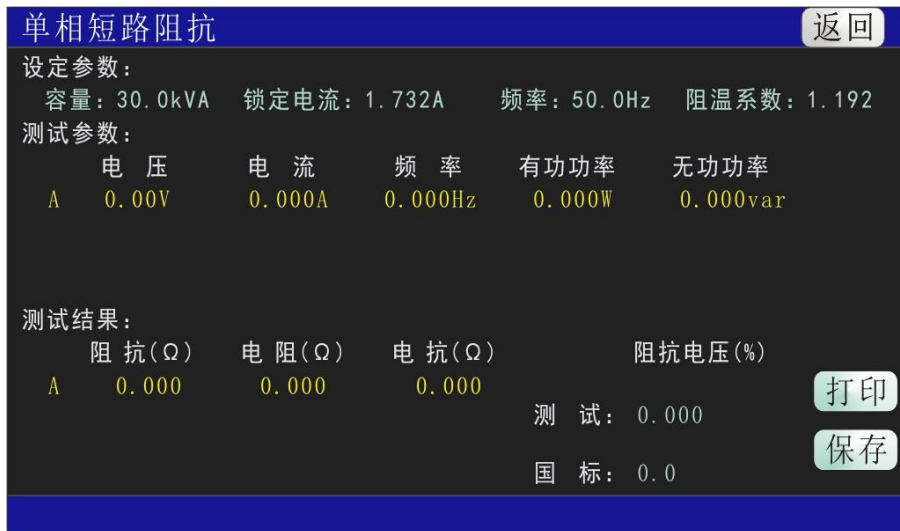 单相短路阻抗 返回
设定参数：
容量：30.0kVA 锁定电流：1.732A 频率：50.0Hz 阻温系数：1.192
测试参数：
电 压 电 流 频 率 有功功率 无功功率
A 0.00V 0.000A 0.000Hz 0.000W 0.000var
测试结果：
阻 抗(Ω) 电 阻(Ω) 电 抗(Ω) 阻抗电压(%)
A 0.000 0.000 0.000
打印
测 试： 0.000
保存
国 标： 0.0